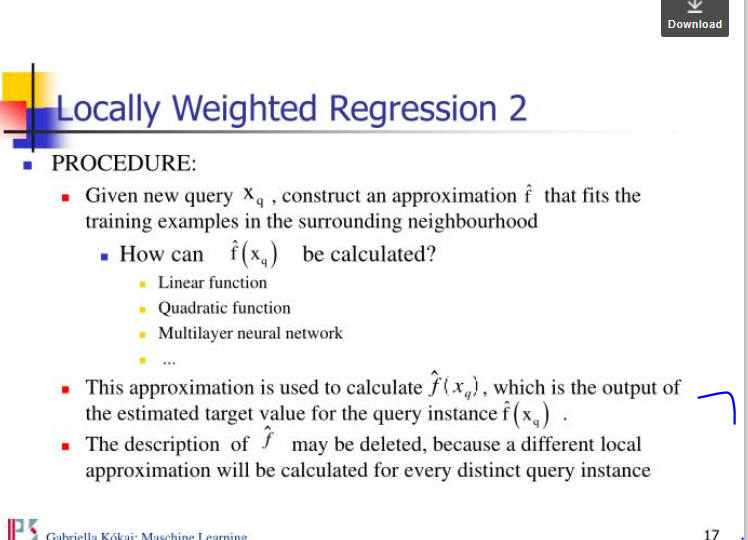 Download
Locally Weighted Regression 2
PROCEDURE:
Given new query x_q , construct an approximation f̂ that fits the
training examples in the surrounding neighbourhood
How can f̂(x_q) be calculated?
Linear function
Quadratic function
Multilayer neural network
...
This approximation is used to calculate f̂(x_q), which is the output of
the estimated target value for the query instance f̂(x_q) .
The description of f̂ may be deleted, because a different local
approximation will be calculated for every distinct query instance
Gabriella Kókai: Maschine Learning
17